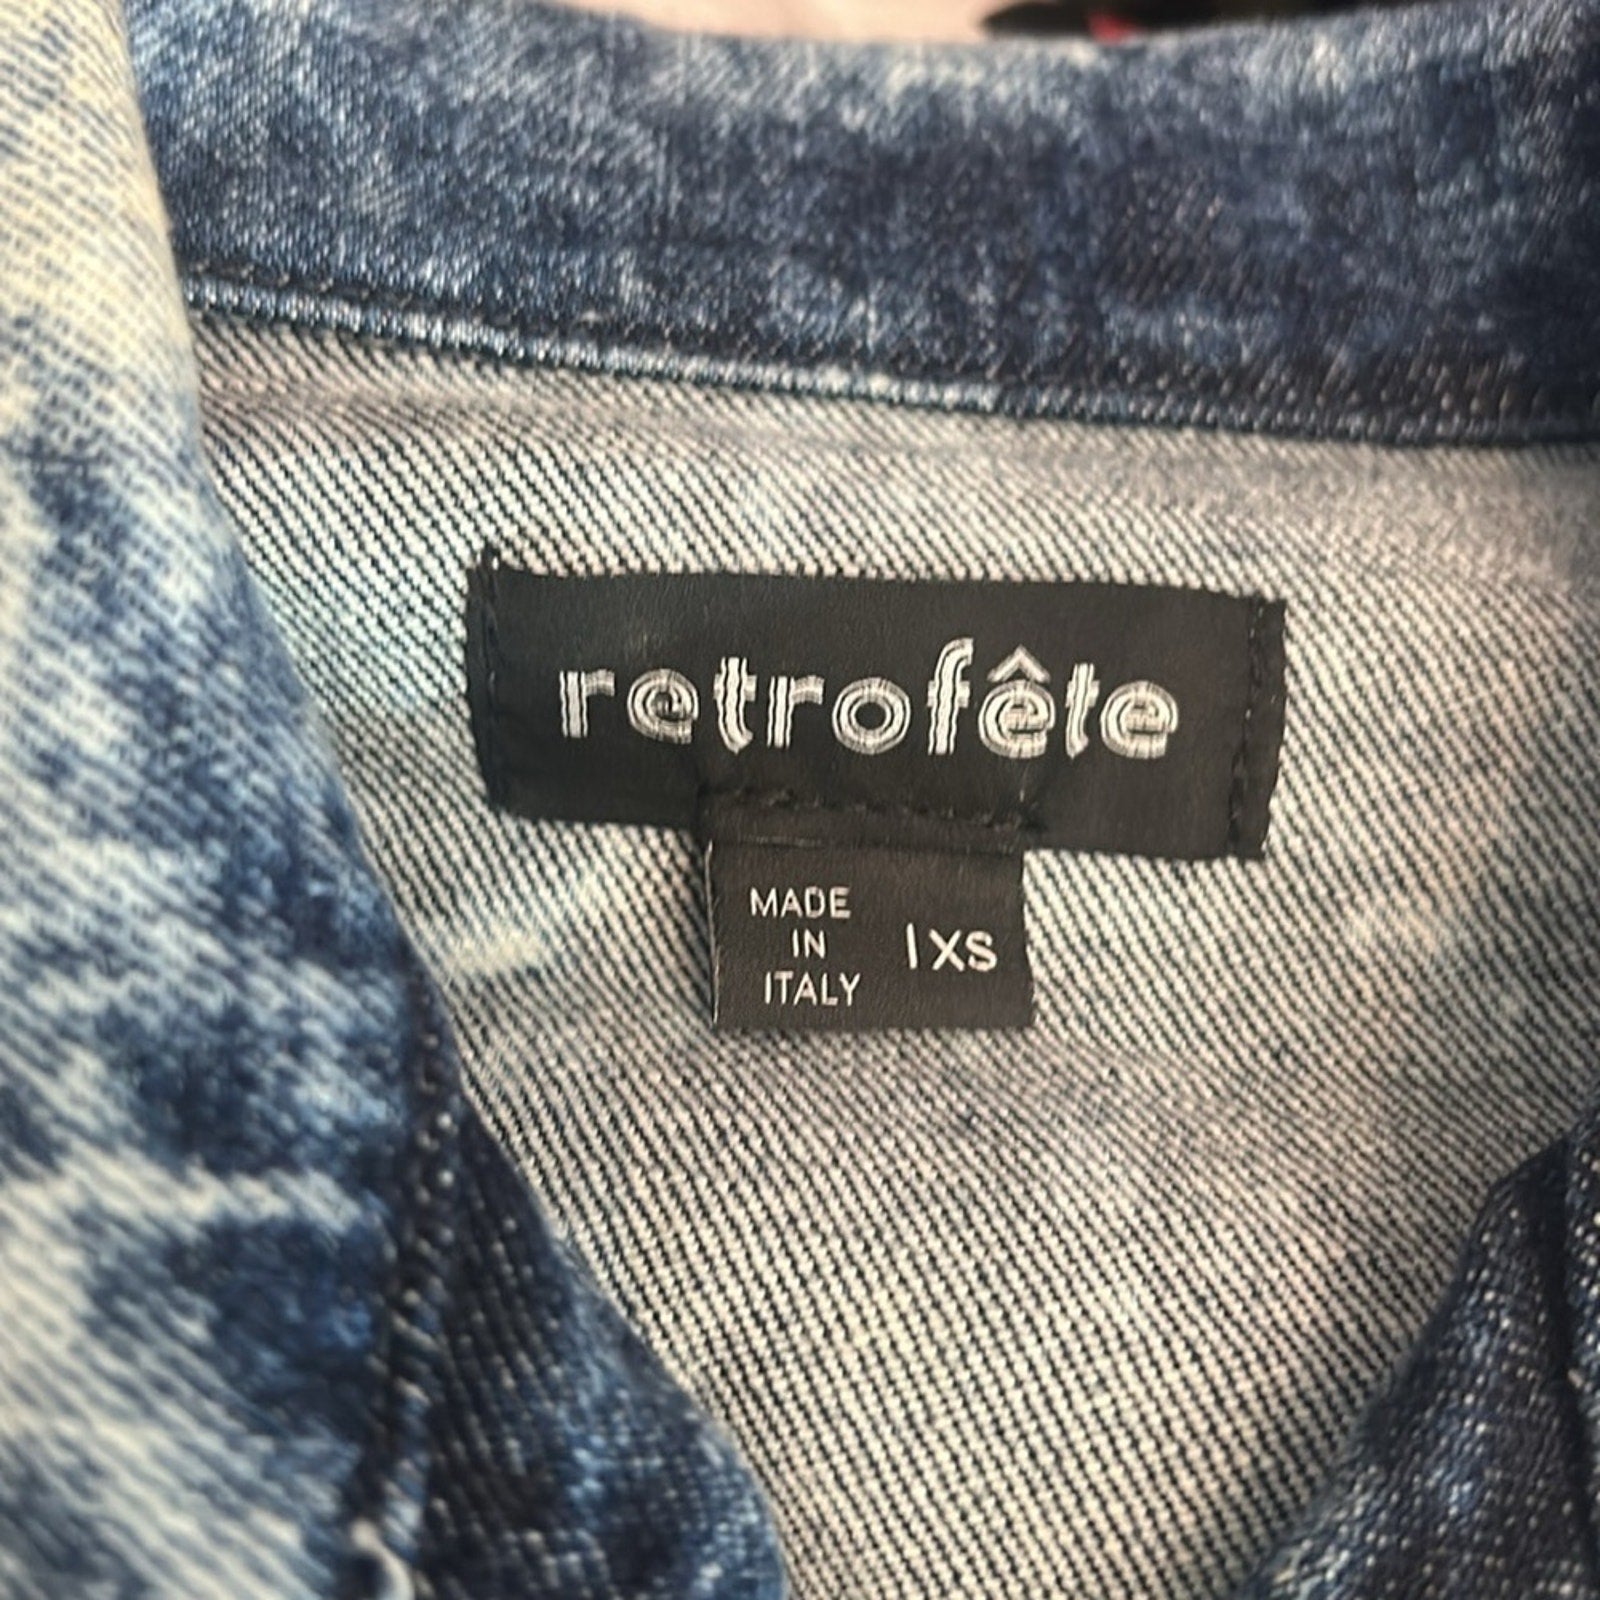 retrofête
MADE
IN
ITALY
| XS